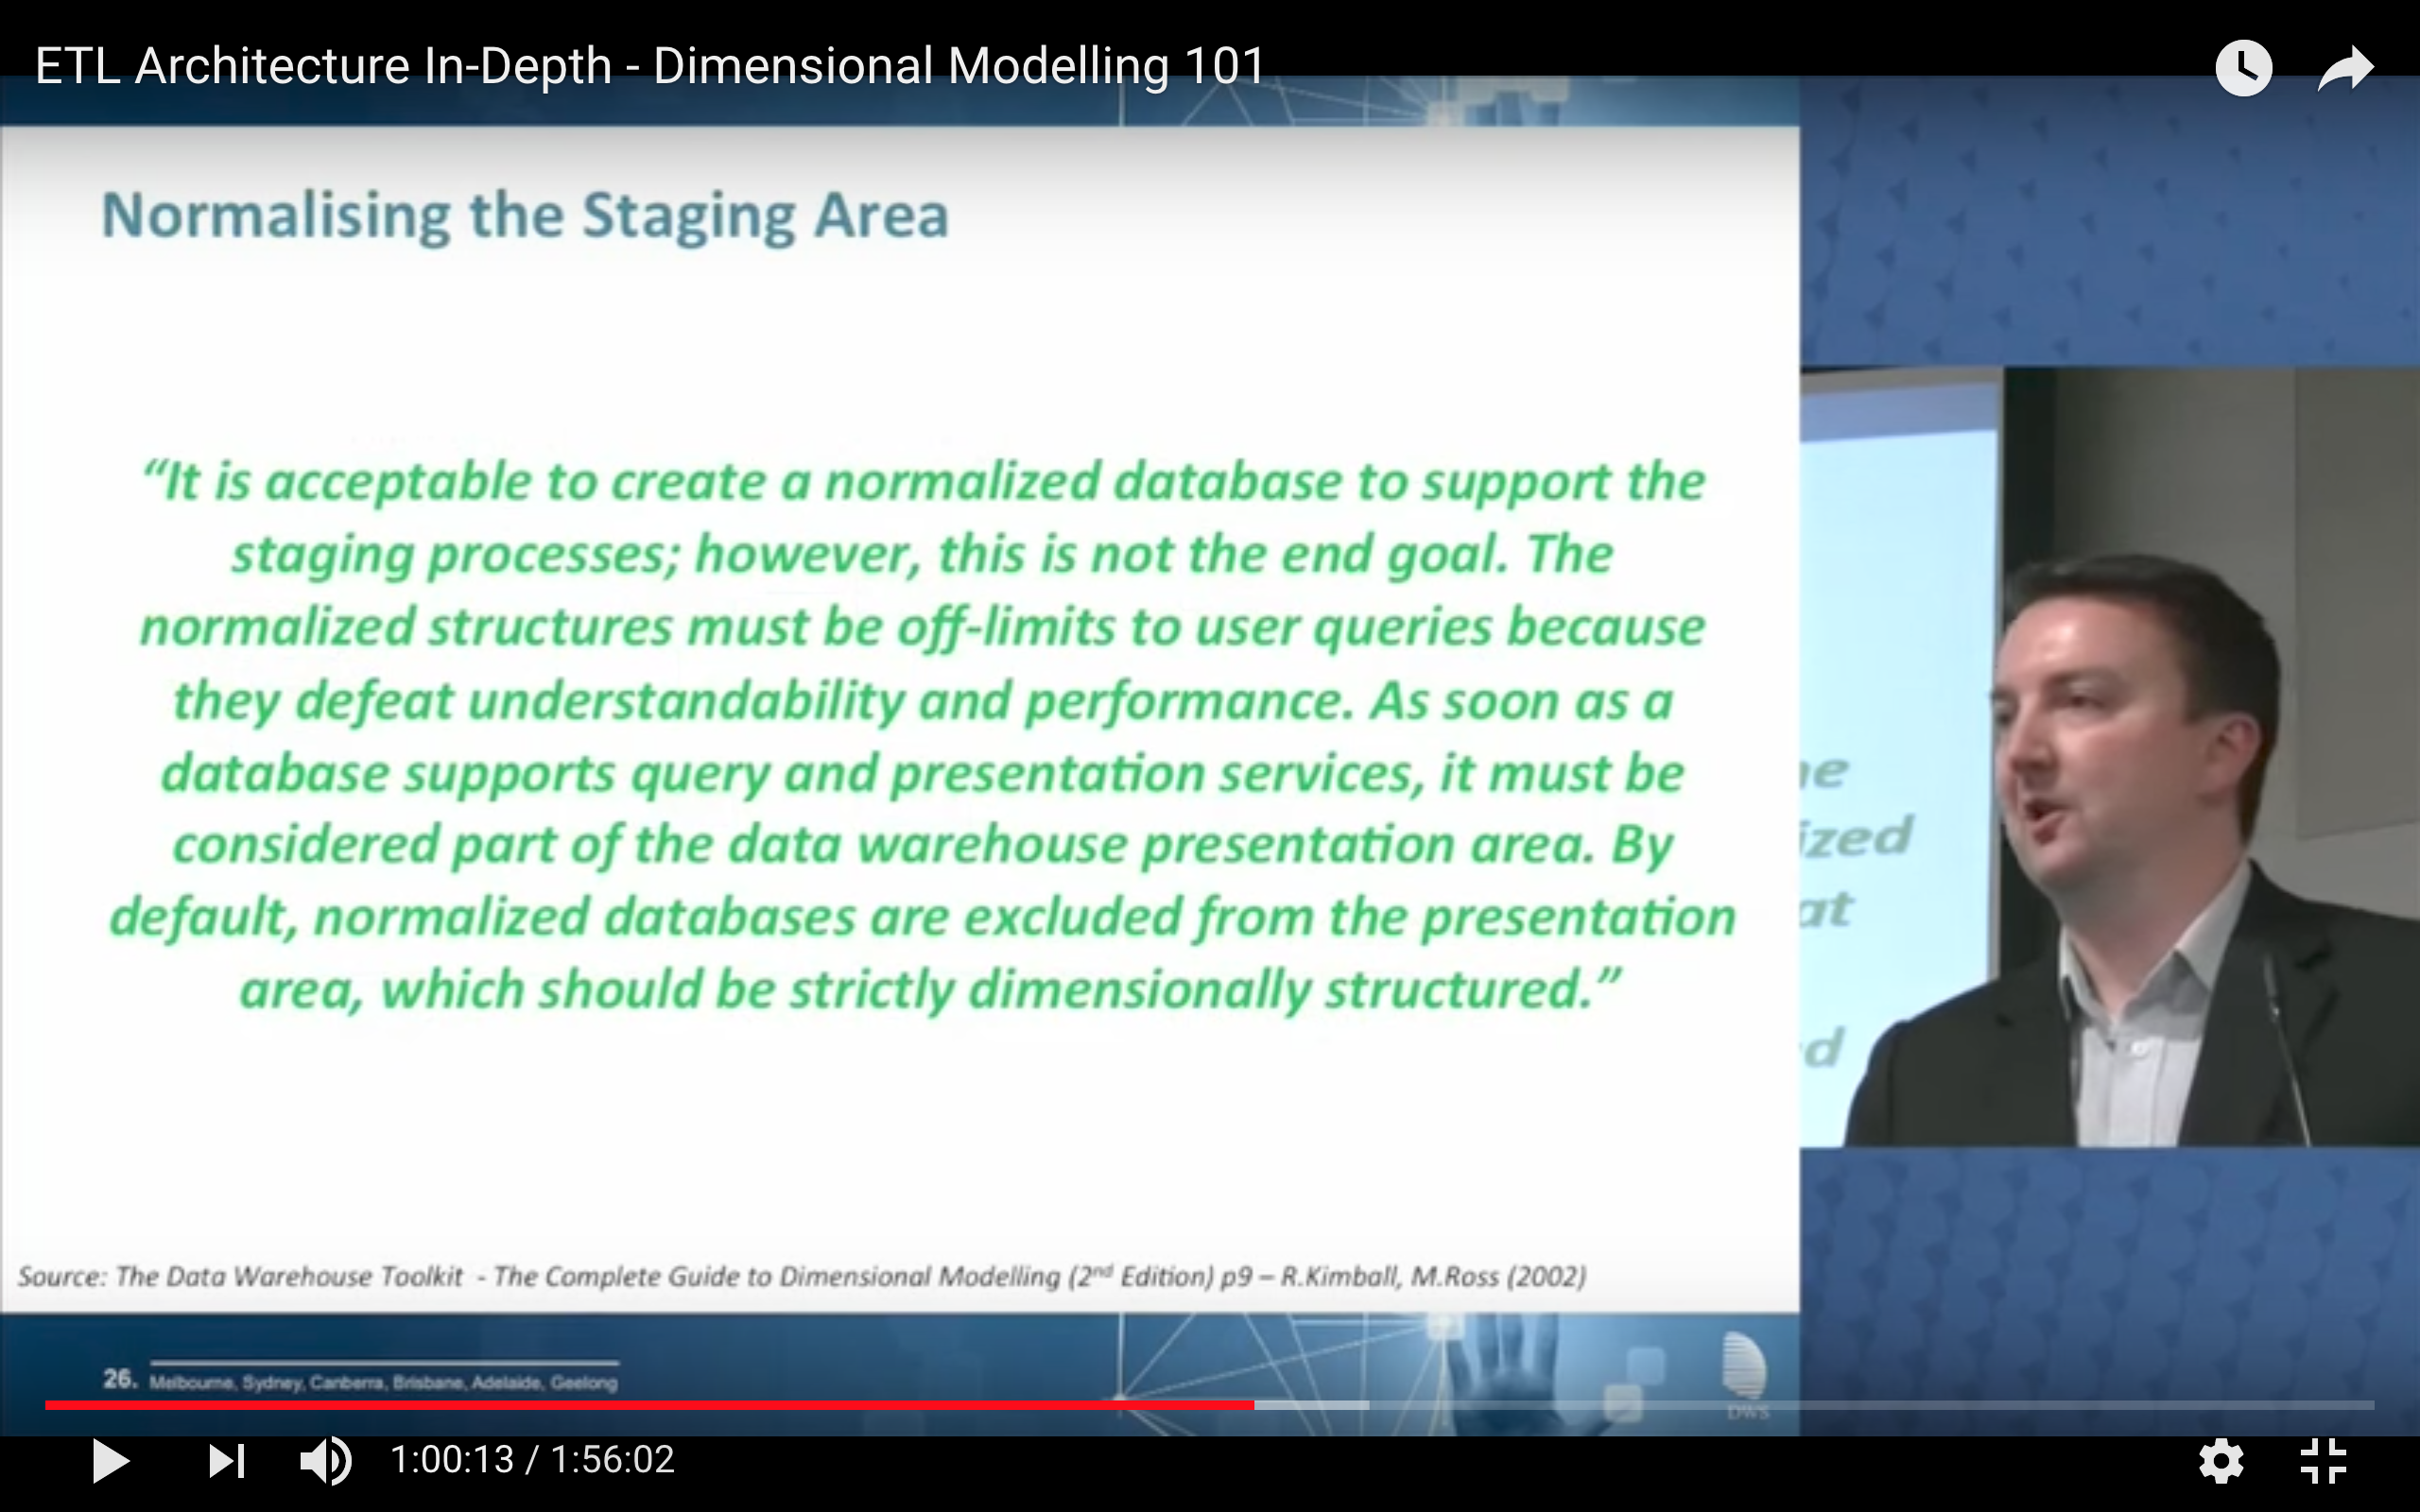 ETL Architecture In-Depth - Dimensional Modelling 101
Normalising the Staging Area
“It is acceptable to create a normalized database to support the
staging processes; however, this is not the end goal. The
normalized structures must be off-limits to user queries because
they defeat understandability and performance. As soon as a
database supports query and presentation services, it must be
considered part of the data warehouse presentation area. By
default, normalized databases are excluded from the presentation
area, which should be strictly dimensionally structured.”
Source: The Data Warehouse Toolkit - The Complete Guide to Dimensional Modelling (2nd Edition) p9 – R.Kimball, M.Ross (2002)
26. Melbourne, Sydney, Canberra, Brisbane, Adelaide, Geelong
DWS
1:00:13 / 1:56:02